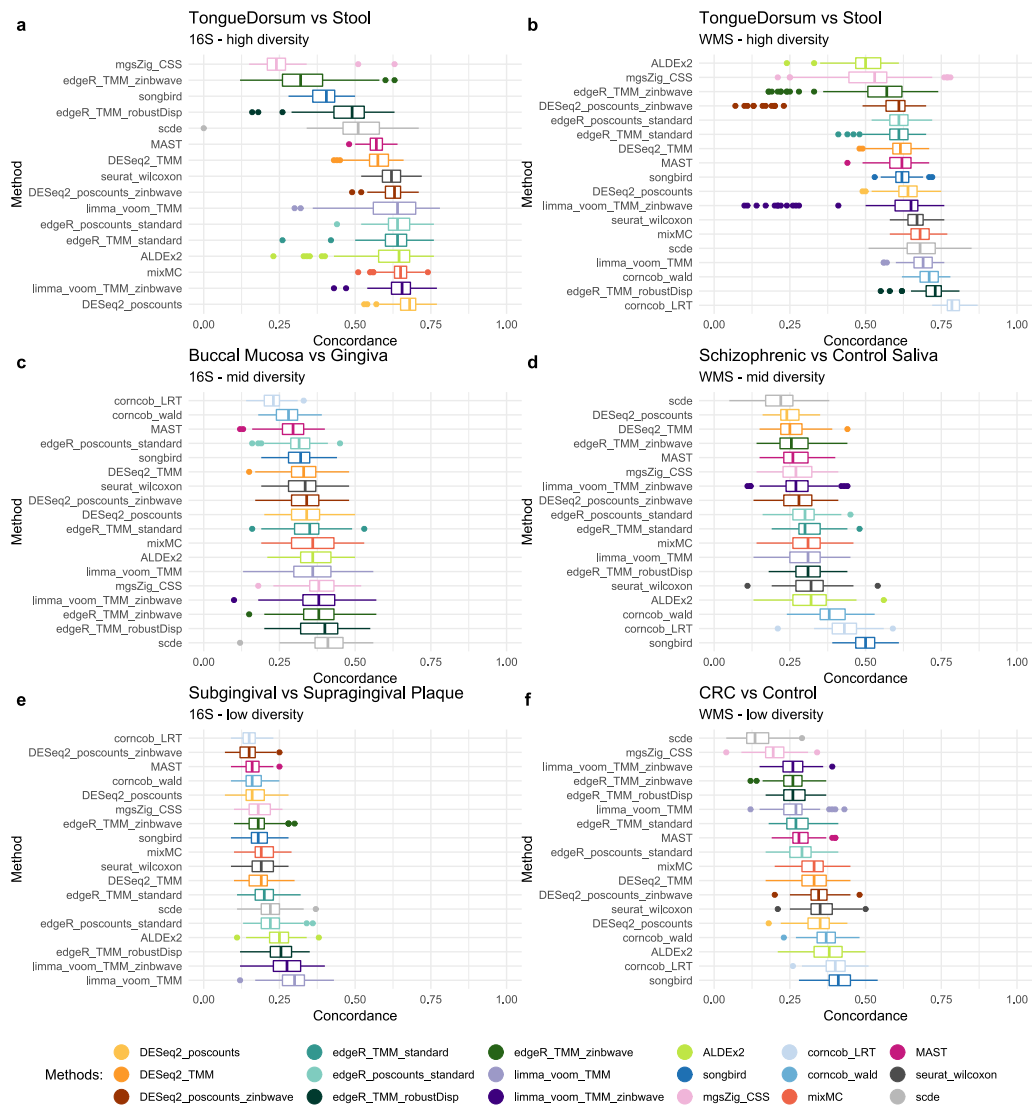 a
TongueDorsum vs Stool
16S - high diversity
Method
mgsZig_CSS
edgeR_TMM_zinbwave
songbird
edgeR_TMM_robustDisp
scde
MAST
DESeq2_TMM
seurat_wilcoxon
DESeq2_poscounts_zinbwave
limma_voom_TMM
edgeR_poscounts_standard
edgeR_TMM_standard
ALDEx2
mixMC
limma_voom_TMM_zinbwave
DESeq2_poscounts
0.00 0.25 0.50 0.75 1.00
Concordance
b
TongueDorsum vs Stool
WMS - high diversity
Method
ALDEx2
mgsZig_CSS
edgeR_TMM_zinbwave
DESeq2_poscounts_zinbwave
edgeR_poscounts_standard
edgeR_TMM_standard
DESeq2_TMM
MAST
songbird
DESeq2_poscounts
limma_voom_TMM_zinbwave
seurat_wilcoxon
mixMC
scde
limma_voom_TMM
corncob_wald
edgeR_TMM_robustDisp
corncob_LRT
0.00 0.25 0.50 0.75 1.00
Concordance
c
Buccal Mucosa vs Gingiva
16S - mid diversity
Method
corncob_LRT
corncob_wald
MAST
edgeR_poscounts_standard
songbird
DESeq2_TMM
seurat_wilcoxon
DESeq2_poscounts_zinbwave
DESeq2_poscounts
edgeR_TMM_standard
mixMC
ALDEx2
limma_voom_TMM
mgsZig_CSS
limma_voom_TMM_zinbwave
edgeR_TMM_zinbwave
edgeR_TMM_robustDisp
scde
0.00 0.25 0.50 0.75 1.00
Concordance
d
Schizophrenic vs Control Saliva
WMS - mid diversity
Method
scde
DESeq2_poscounts
DESeq2_TMM
edgeR_TMM_zinbwave
MAST
mgsZig_CSS
limma_voom_TMM_zinbwave
DESeq2_poscounts_zinbwave
edgeR_poscounts_standard
edgeR_TMM_standard
mixMC
limma_voom_TMM
edgeR_TMM_robustDisp
seurat_wilcoxon
ALDEx2
corncob_wald
corncob_LRT
songbird
0.00 0.25 0.50 0.75 1.00
Concordance
e
Subgingival vs Supragingival Plaque
16S - low diversity
Method
corncob_LRT
DESeq2_poscounts_zinbwave
MAST
corncob_wald
DESeq2_poscounts
mgsZig_CSS
edgeR_TMM_zinbwave
songbird
mixMC
seurat_wilcoxon
DESeq2_TMM
edgeR_TMM_standard
scde
edgeR_poscounts_standard
ALDEx2
edgeR_TMM_robustDisp
limma_voom_TMM_zinbwave
limma_voom_TMM
0.00 0.25 0.50 0.75 1.00
Concordance
f
CRC vs Control
WMS - low diversity
Method
scde
mgsZig_CSS
limma_voom_TMM_zinbwave
edgeR_TMM_zinbwave
edgeR_TMM_robustDisp
limma_voom_TMM
edgeR_TMM_standard
MAST
edgeR_poscounts_standard
mixMC
DESeq2_TMM
DESeq2_poscounts_zinbwave
seurat_wilcoxon
DESeq2_poscounts
corncob_wald
ALDEx2
corncob_LRT
songbird
0.00 0.25 0.50 0.75 1.00
Concordance
DESeq2_poscounts edgeR_TMM_standard edgeR_TMM_zinbwave ALDEx2 corncob_LRT MAST
Methods: DESeq2_TMM edgeR_poscounts_standard limma_voom_TMM songbird corncob_wald seurat_wilcoxon
DESeq2_poscounts_zinbwave edgeR_TMM_robustDisp limma_voom_TMM_zinbwave mgsZig_CSS mixMC scde